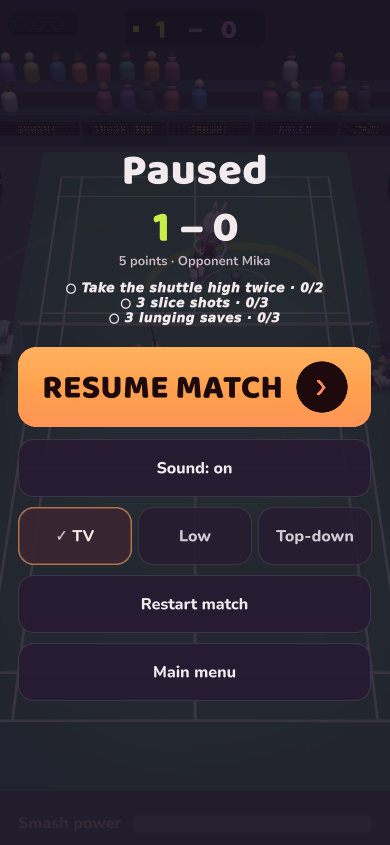 1 – 0
Paused
1 – 0
5 points · Opponent Mika
○ Take the shuttle high twice · 0/2
○ 3 slice shots · 0/3
○ 3 lunging saves · 0/3
RESUME MATCH ›
Sound: on
✓ TV Low Top-down
Restart match
Main menu
Smash power